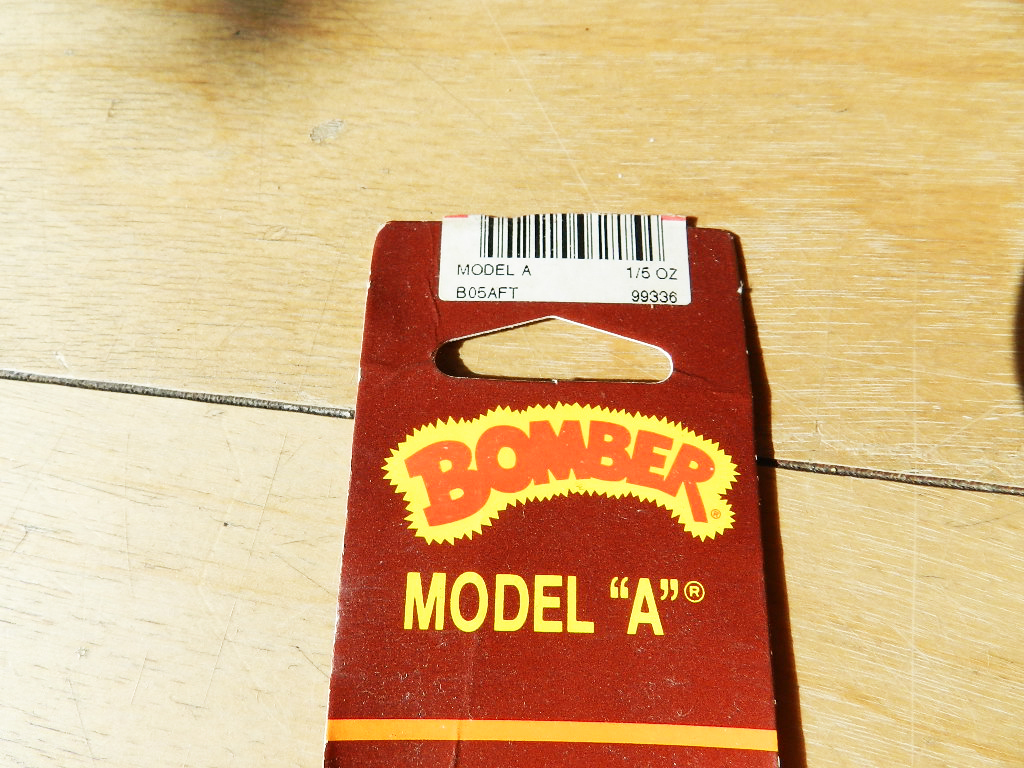 MODEL A 1/5 OZ
B05AFT 99336
BOMBER®
MODEL "A"®